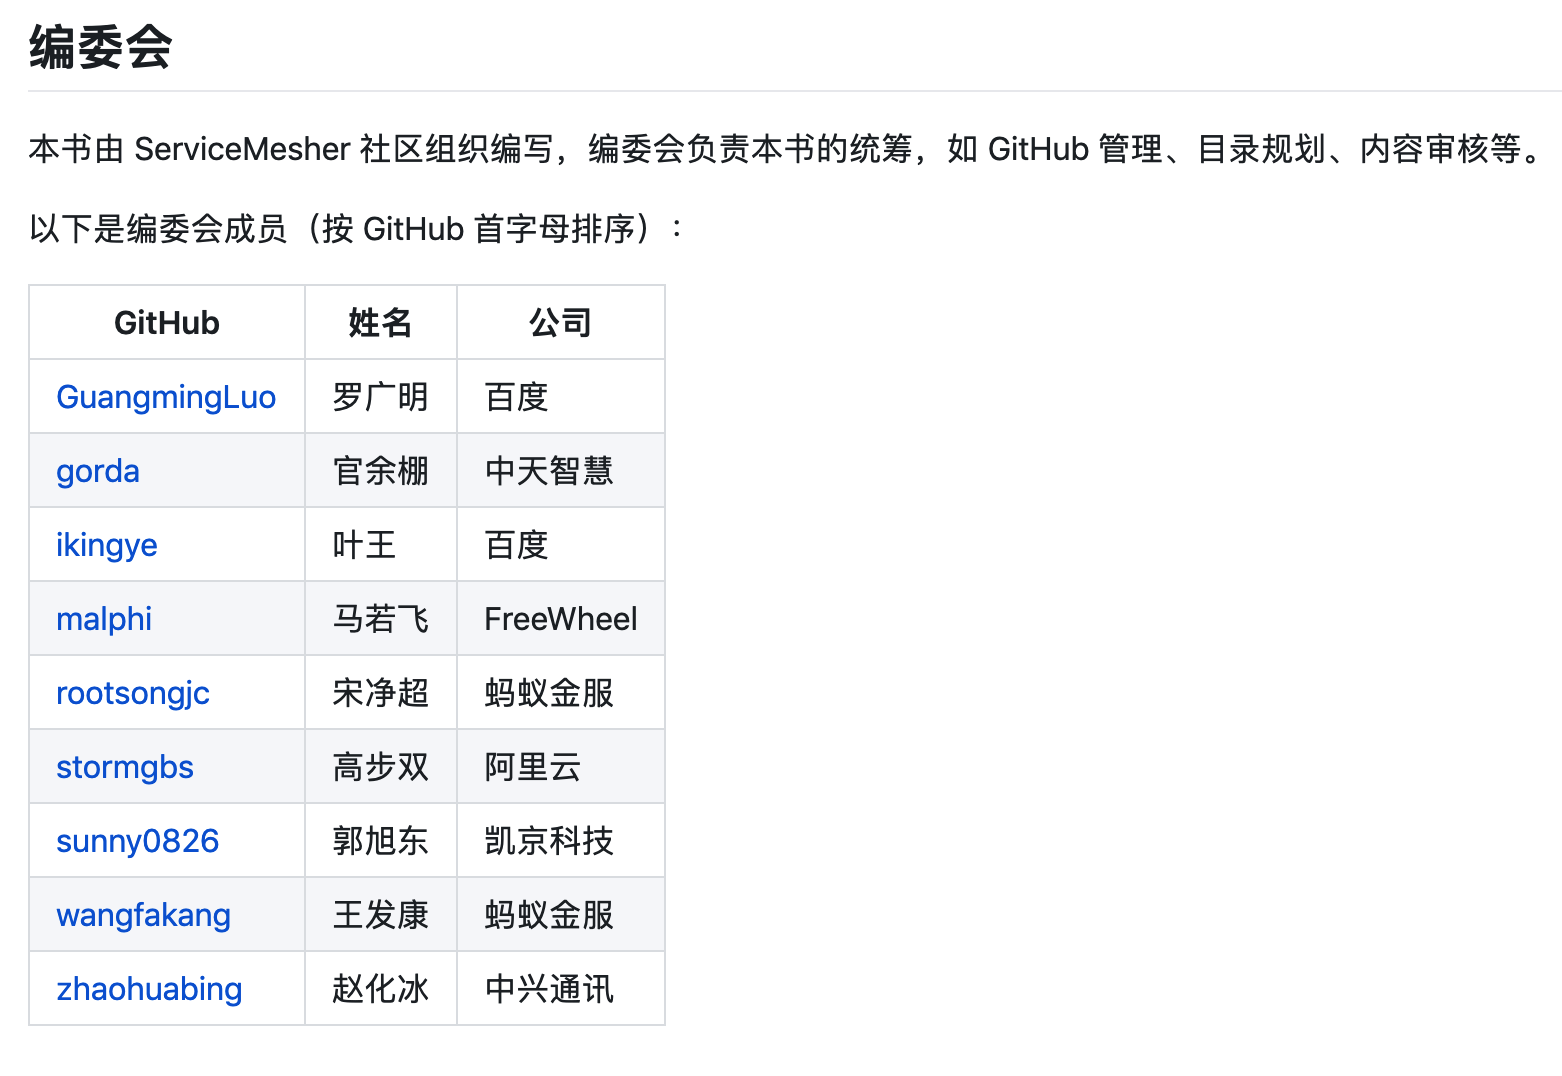 编委会
本书由 ServiceMesher 社区组织编写，编委会负责本书的统筹，如 GitHub 管理、目录规划、内容审核等。
以下是编委会成员（按 GitHub 首字母排序）：
GitHub 姓名 公司
GuangmingLuo 罗广明 百度
gorda 官余棚 中天智慧
ikingye 叶王 百度
malphi 马若飞 FreeWheel
rootsongjc 宋净超 蚂蚁金服
stormgbs 高步双 阿里云
sunny0826 郭旭东 凯京科技
wangfakang 王发康 蚂蚁金服
zhaohuabing 赵化冰 中兴通讯